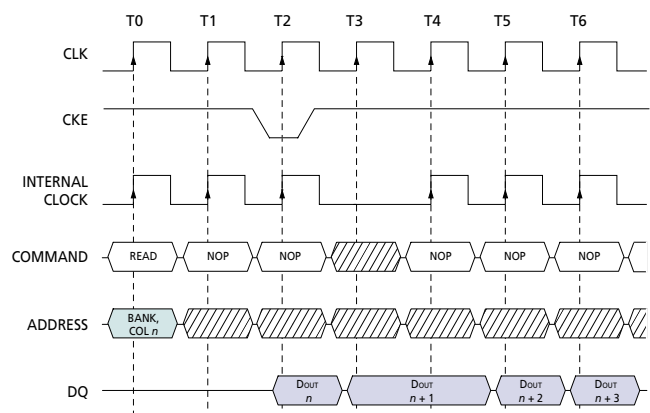 T0 T1 T2 T3 T4 T5 T6
CLK
CKE
INTERNAL
CLOCK
COMMAND READ NOP NOP NOP NOP NOP
ADDRESS BANK,
COL n
DQ DOUT DOUT DOUT DOUT
n n + 1 n + 2 n + 3